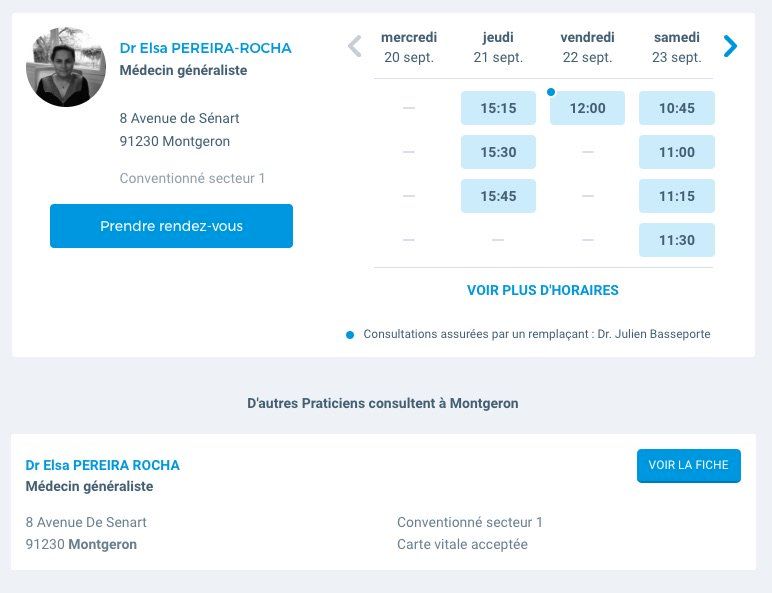 Dr Elsa PEREIRA-ROCHA
Médecin généraliste
8 Avenue de Sénart
91230 Montgeron
Conventionné secteur 1
Prendre rendez-vous
mercredi jeudi vendredi samedi
20 sept. 21 sept. 22 sept. 23 sept.
— 15:15 12:00 10:45
— 15:30 — 11:00
— 15:45 — 11:15
— — — 11:30
VOIR PLUS D'HORAIRES
Consultations assurées par un remplaçant : Dr. Julien Basseporte
D'autres Praticiens consultent à Montgeron
Dr Elsa PEREIRA ROCHA
Médecin généraliste
VOIR LA FICHE
8 Avenue De Senart
91230 Montgeron
Conventionné secteur 1
Carte vitale acceptée